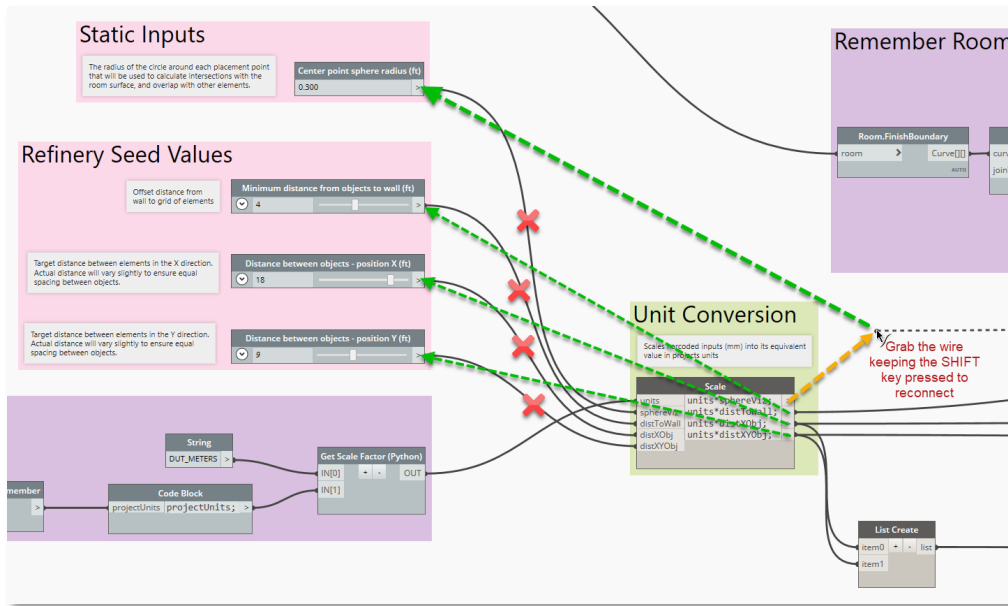 Static Inputs
The radius of the circle around each placement point
that will be used to calculate intersections with the
room surface, and overlap with other elements.
Center point sphere radius (ft)
0.300
>
Remember Room
Room.FinishBoundary
room
>
Curve[][]
AUTO
curv
join
Refinery Seed Values
Offset distance from
wall to grid of elements
Minimum distance from objects to wall (ft)
4
>
Target distance between elements in the X direction.
Actual distance will vary slightly to ensure equal
spacing between objects.
Distance between objects - position X (ft)
18
>
Target distance between elements in the Y direction.
Actual distance will vary slightly to ensure equal
spacing between objects.
Distance between objects - position Y (ft)
9
>
Unit Conversion
Scales harcoded inputs (mm) into its equivalent
value in projects units
Scale
units
units*sphereViz;
sphereViz
units*distToWall;
distToWall
units*distXObj;
distXObj
units*distXYObj;
distXYObj
Grab the wire
keeping the SHIFT
key pressed to
reconnect
String
DUT_METERS
>
Get Scale Factor (Python)
IN[0]
+
-
OUT
IN[1]
member
>
Code Block
projectUnits
projectUnits;
>
List Create
item0
+
-
list
item1